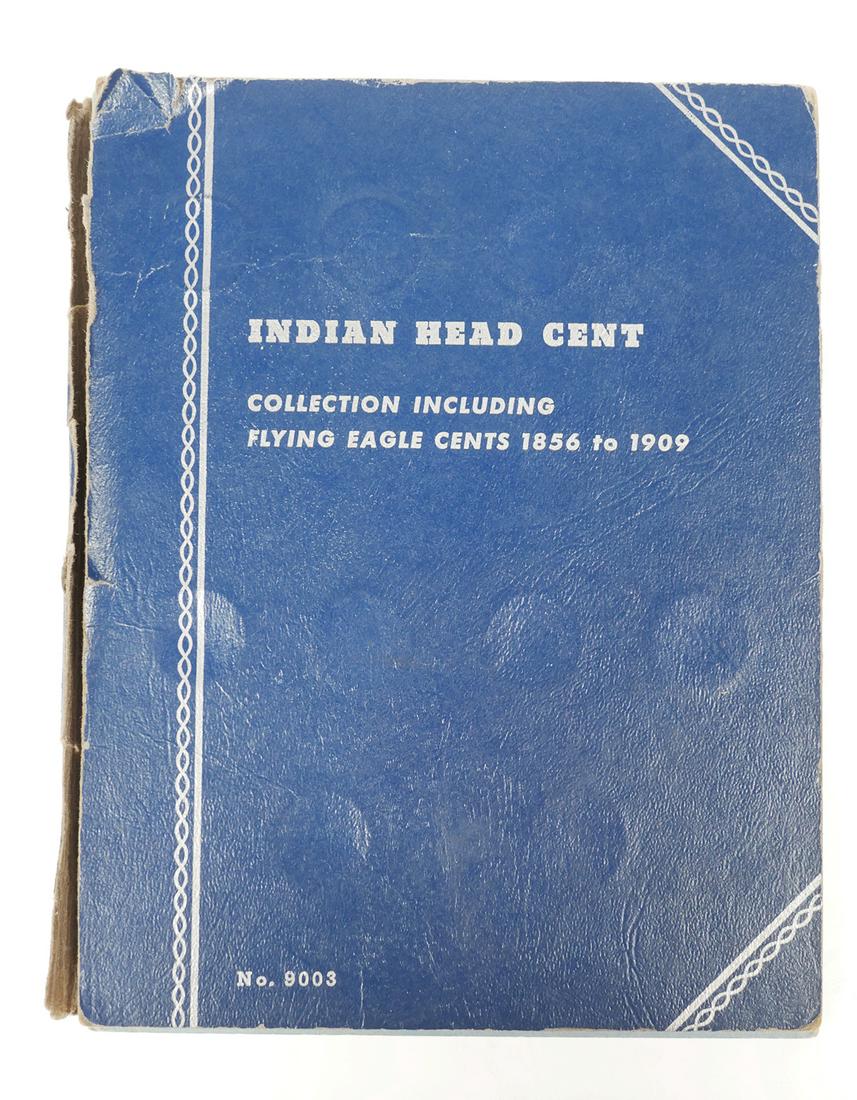 INDIAN HEAD CENT
COLLECTION INCLUDING
FLYING EAGLE CENTS 1856 to 1909
No. 9003